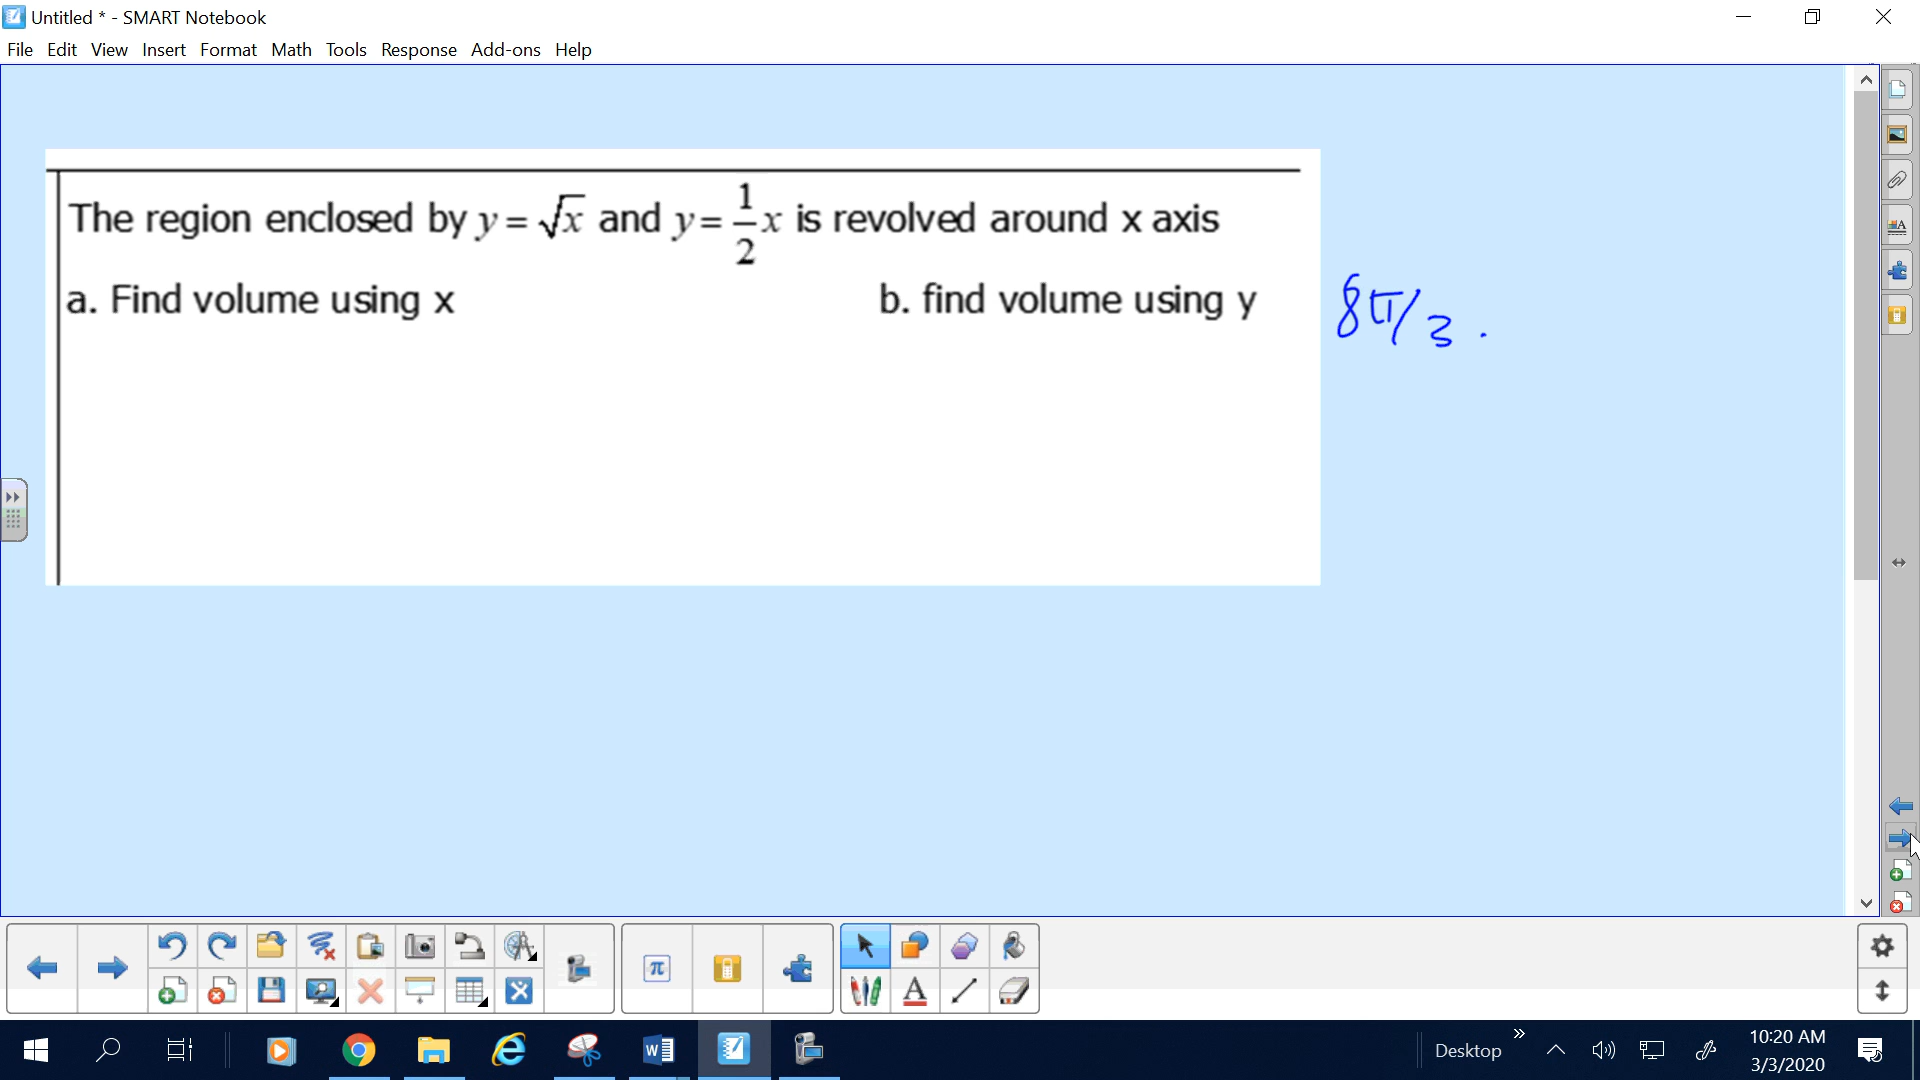 Untitled * - SMART Notebook
File Edit View Insert Format Math Tools Response Add-ons Help
The region enclosed by y = √x and y = 1/2 x is revolved around x axis
a. Find volume using x b. find volume using y
8π/3 .
Desktop
10:20 AM
3/3/2020